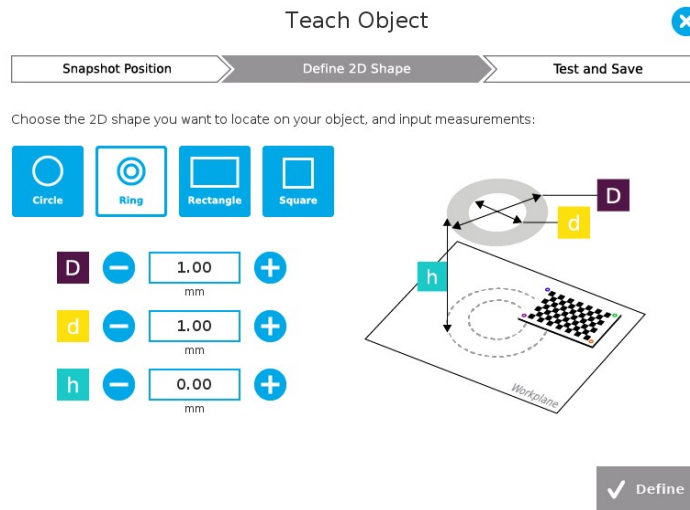 Teach Object
Snapshot Position
Define 2D Shape
Test and Save
Choose the 2D shape you want to locate on your object, and input measurements:
Circle
Ring
Rectangle
Square
D
1.00
mm
d
1.00
mm
h
0.00
mm
D
d
h
Workplane
Define